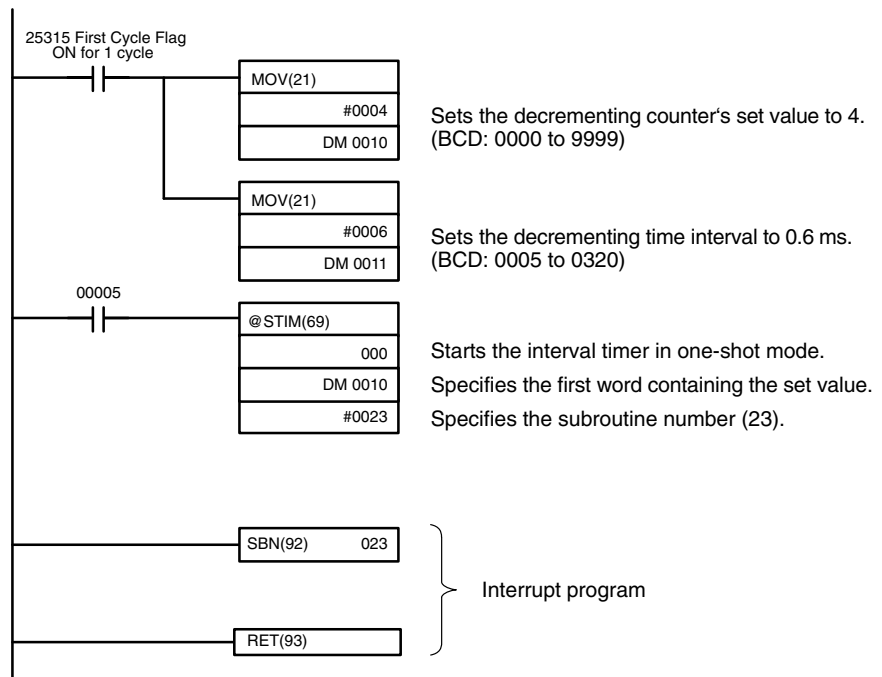 25315 First Cycle Flag
ON for 1 cycle
MOV(21)
#0004
DM 0010
Sets the decrementing counter‘s set value to 4.
(BCD: 0000 to 9999)
MOV(21)
#0006
DM 0011
Sets the decrementing time interval to 0.6 ms.
(BCD: 0005 to 0320)
00005
@STIM(69)
000
Starts the interval timer in one-shot mode.
DM 0010
Specifies the first word containing the set value.
#0023
Specifies the subroutine number (23).
SBN(92) 023
Interrupt program
RET(93)